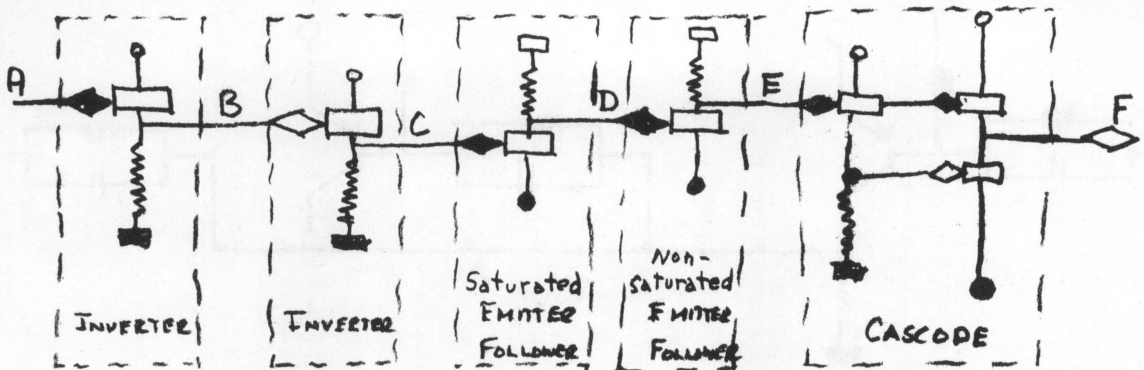 A
B
C
D
E
F
INVERTER
INVERTER
Saturated
EMITTER
FOLLOWER
Non-
saturated
EMITTER
FOLLOWER
CASCODE